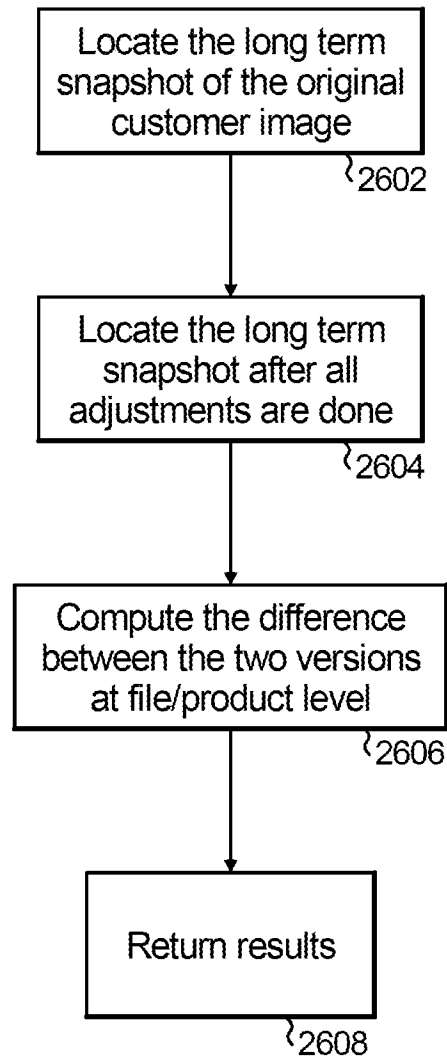 Locate the long term
snapshot of the original
customer image
2602
Locate the long term
snapshot after all
adjustments are done
2604
Compute the difference
between the two versions
at file/product level
2606
Return results
2608